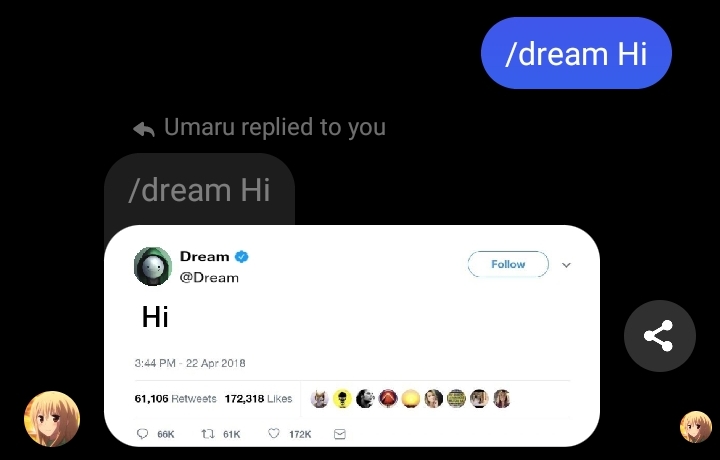 /dream Hi
Umaru replied to you
/dream Hi
Dream
@Dream
Follow
Hi
3:44 PM - 22 Apr 2018
61,106 Retweets 172,318 Likes
66K 61K 172K